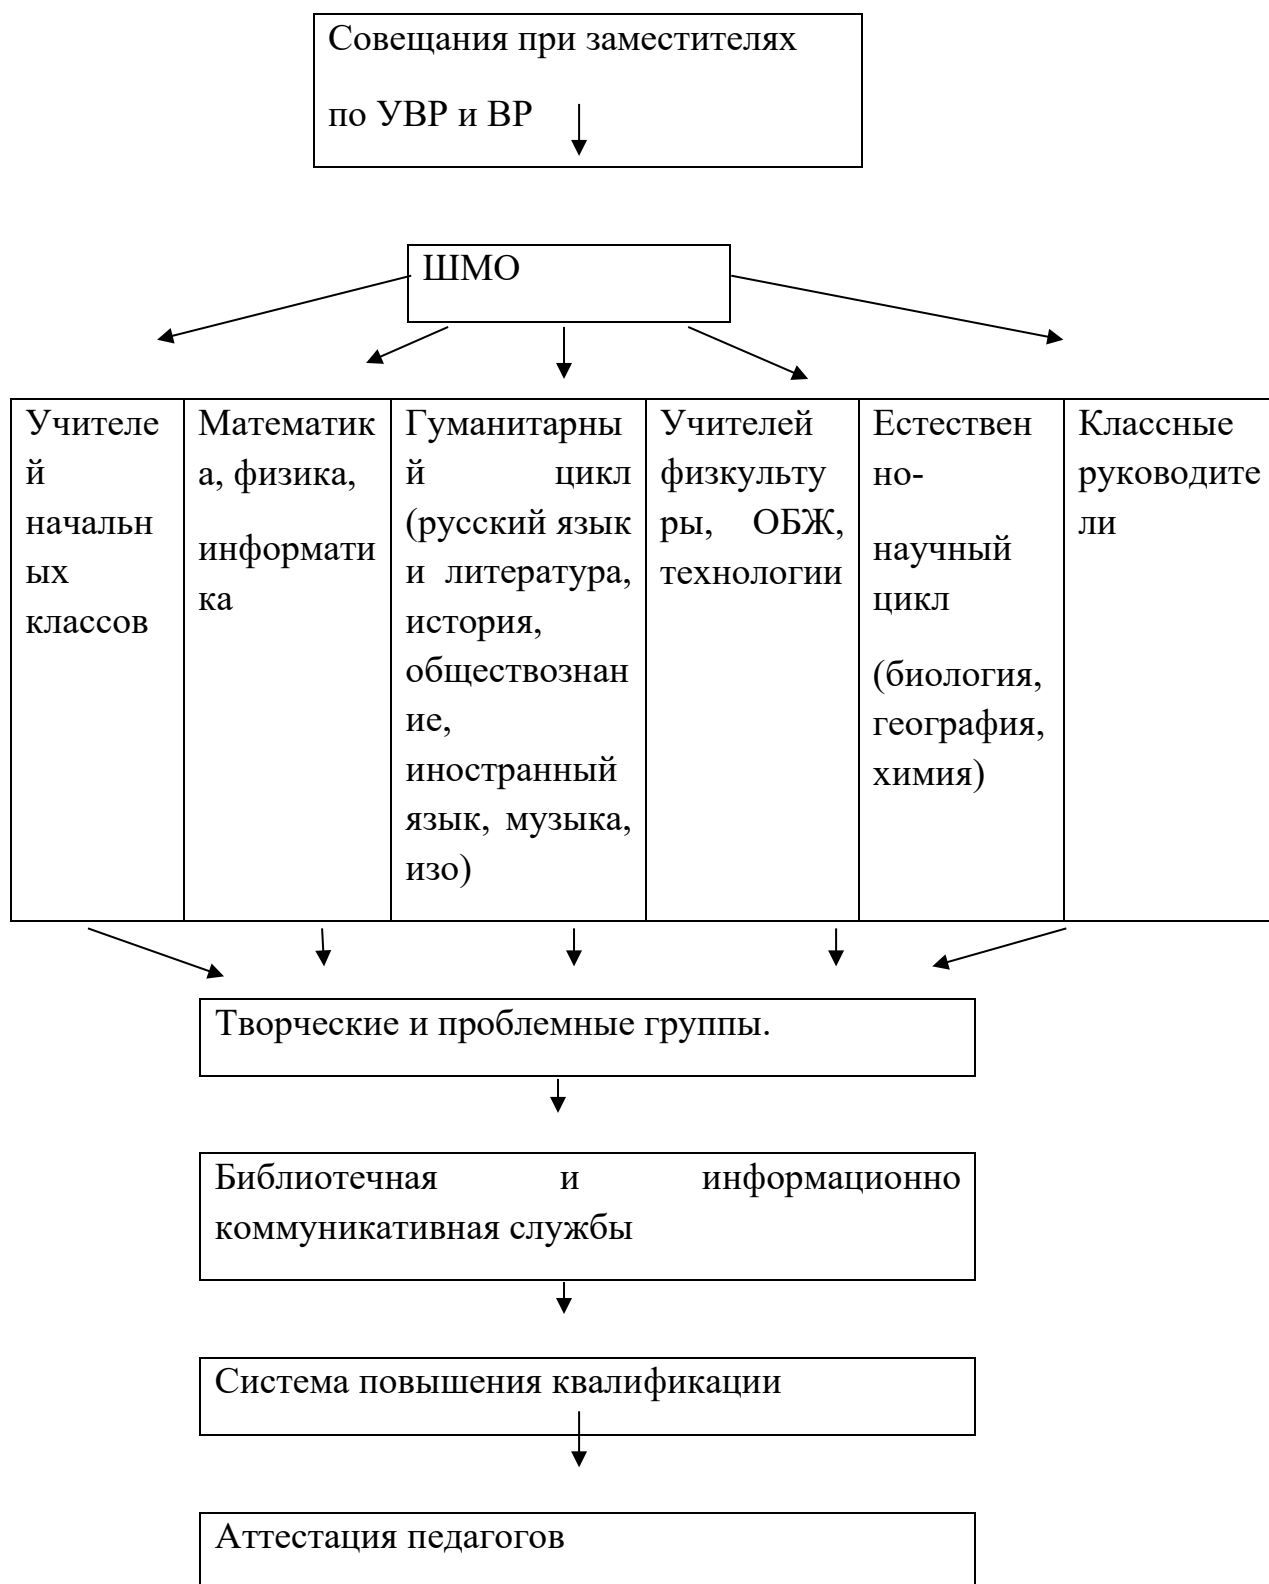 Совещания при заместителях
по УВР и ВР
ШМО
Учителе
й
начальн
ых
классов
Математик
а, физика,
информати
ка
Гуманитарны
й цикл
(русский язык
и литература,
история,
обществознан
ие,
иностранный
язык, музыка,
изо)
Учителей
физкульту
ры, ОБЖ,
технологии
Естествен
но-
научный
цикл
(биология,
география,
химия)
Классные
руководите
ли
Творческие и проблемные группы.
Библиотечная и информационно
коммуникативная службы
Система повышения квалификации
Аттестация педагогов